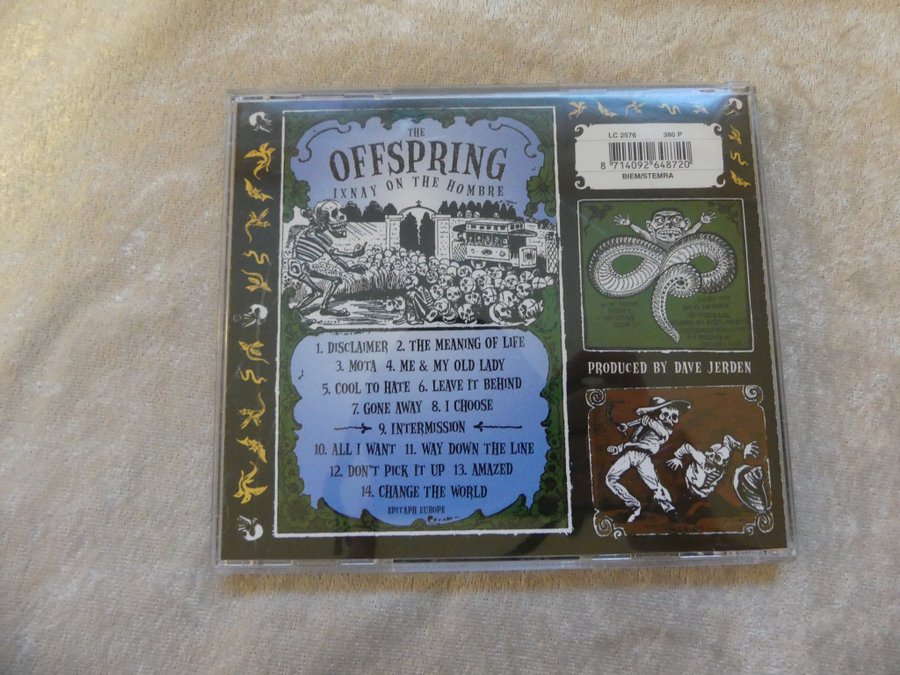 THE
OFFSPRING
IXNAY ON THE HOMBRE
1. DISCLAIMER 2. THE MEANING OF LIFE
3. MOTA 4. ME & MY OLD LADY
5. COOL TO HATE 6. LEAVE IT BEHIND
7. GONE AWAY 8. I CHOOSE
9. INTERMISSION
10. ALL I WANT 11. WAY DOWN THE LINE
12. DON'T PICK IT UP 13. AMAZED
14. CHANGE THE WORLD
EPITAPH EUROPE
LC 2576 380 P
8 714092 648720
BIEM/STEMRA
PRODUCED BY DAVE JERDEN